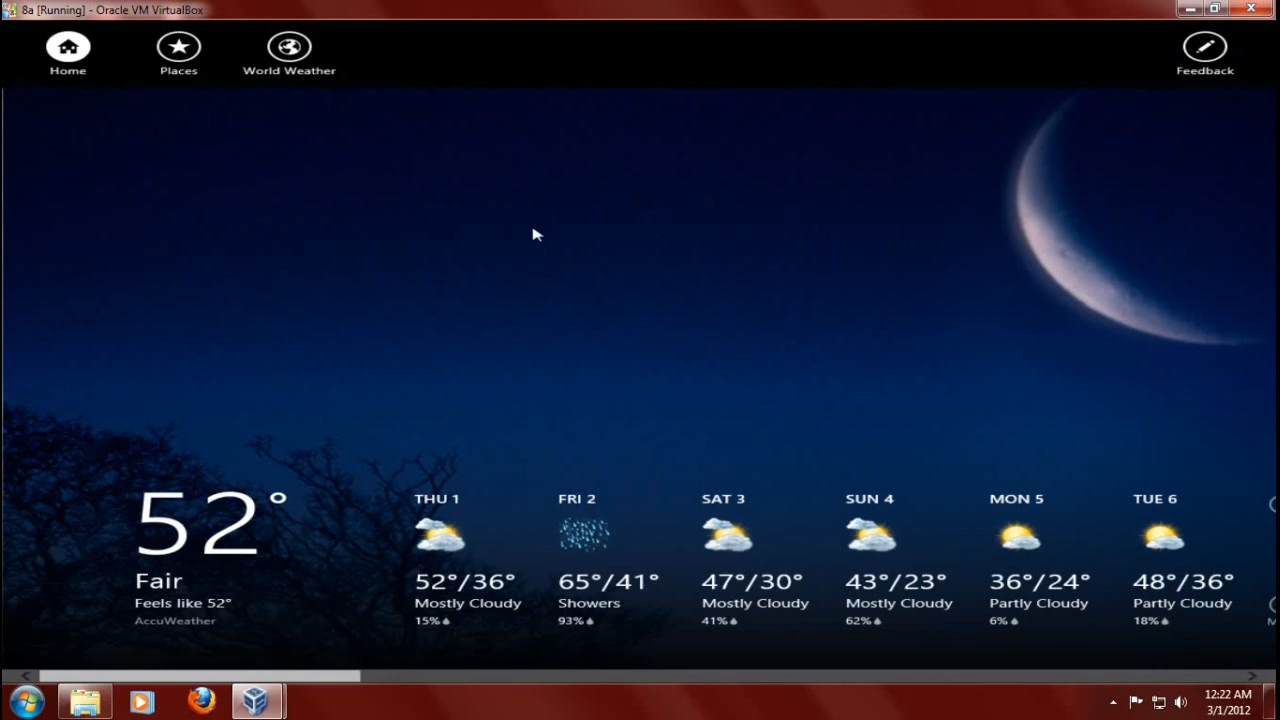 8a [Running] - Oracle VM VirtualBox
Home
Places
World Weather
Feedback
52°
Fair
Feels like 52°
AccuWeather
THU 1
52°/36°
Mostly Cloudy
15%
FRI 2
65°/41°
Showers
93%
SAT 3
47°/30°
Mostly Cloudy
41%
SUN 4
43°/23°
Mostly Cloudy
62%
MON 5
36°/24°
Partly Cloudy
6%
TUE 6
48°/36°
Partly Cloudy
18%
12:22 AM
3/1/2012